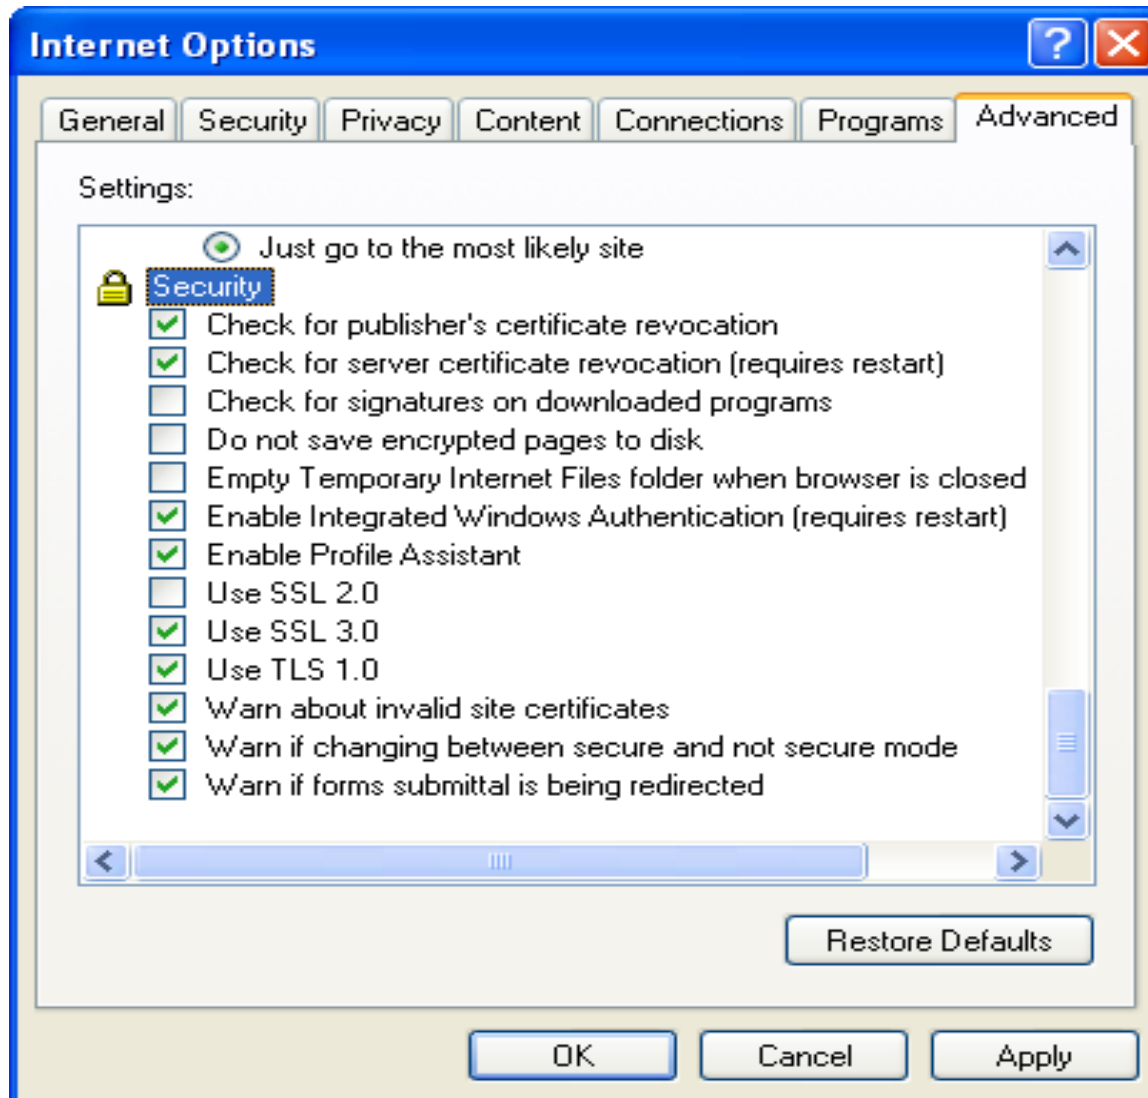 Internet Options
General Security Privacy Content Connections Programs Advanced
Settings:
Just go to the most likely site
Security
Check for publisher's certificate revocation
Check for server certificate revocation (requires restart)
Check for signatures on downloaded programs
Do not save encrypted pages to disk
Empty Temporary Internet Files folder when browser is closed
Enable Integrated Windows Authentication (requires restart)
Enable Profile Assistant
Use SSL 2.0
Use SSL 3.0
Use TLS 1.0
Warn about invalid site certificates
Warn if changing between secure and not secure mode
Warn if forms submittal is being redirected
Restore Defaults
OK Cancel Apply